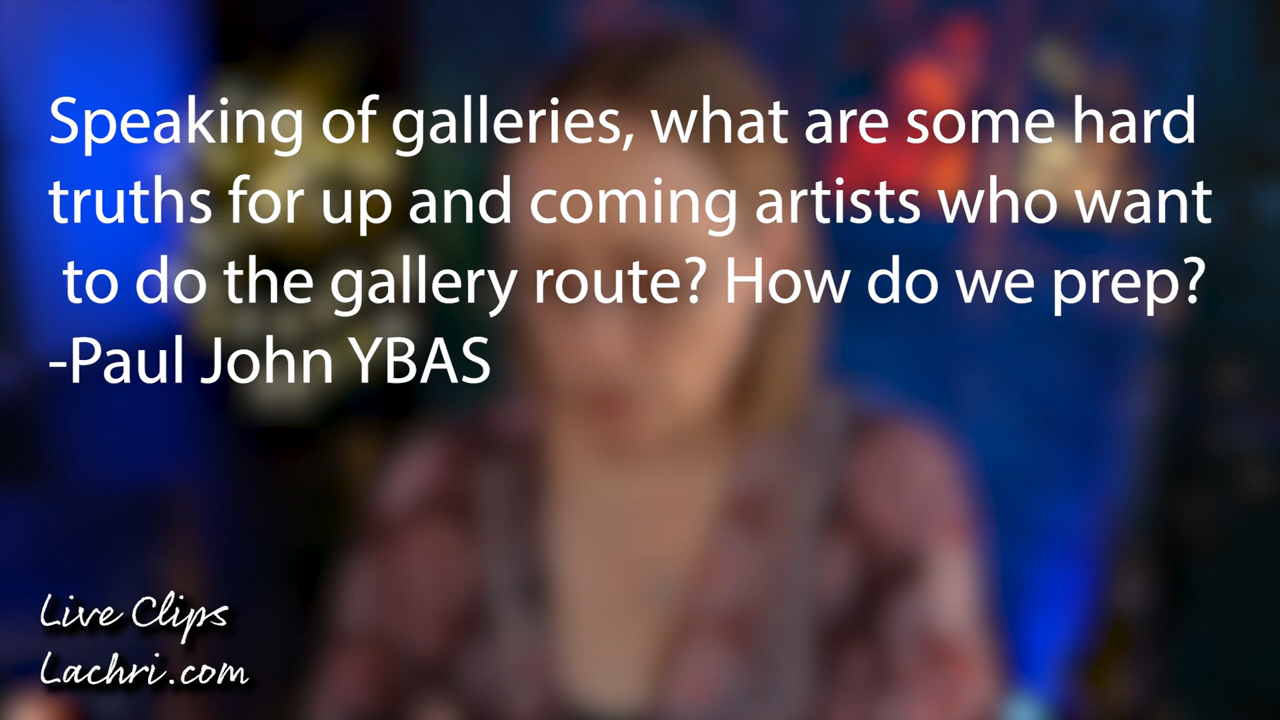 Speaking of galleries, what are some hard
truths for up and coming artists who want
to do the gallery route? How do we prep?
-Paul John YBAS
Live Clips
Lachri.com